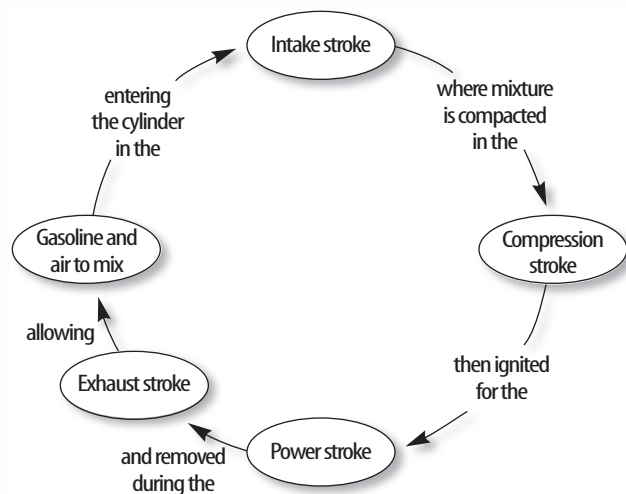 Intake stroke
where mixture
is compacted
in the
Compression
stroke
then ignited
for the
Power stroke
and removed
during the
Exhaust stroke
allowing
Gasoline and
air to mix
entering
the cylinder
in the